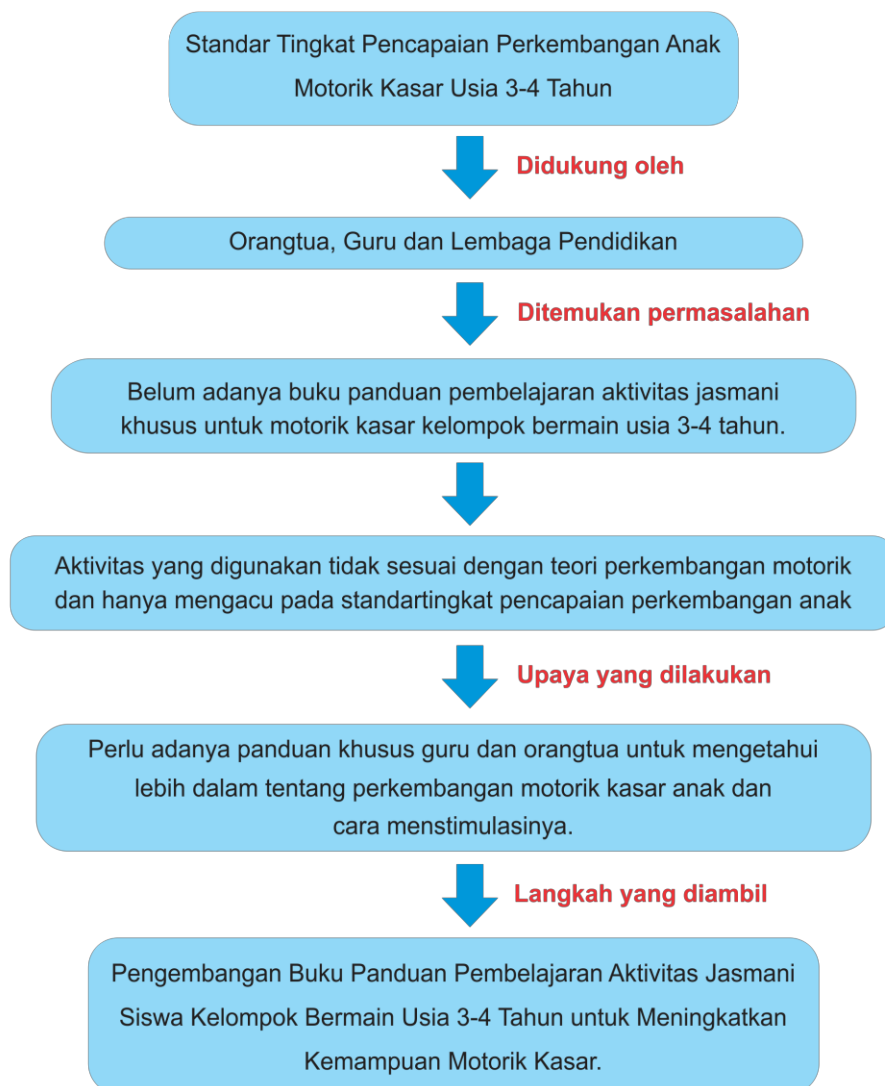 Standar Tingkat Pencapaian Perkembangan Anak
Motorik Kasar Usia 3-4 Tahun
Didukung oleh
Orangtua, Guru dan Lembaga Pendidikan
Ditemukan permasalahan
Belum adanya buku panduan pembelajaran aktivitas jasmani
khusus untuk motorik kasar kelompok bermain usia 3-4 tahun.
Aktivitas yang digunakan tidak sesuai dengan teori perkembangan motorik
dan hanya mengacu pada standartingkat pencapaian perkembangan anak
Upaya yang dilakukan
Perlu adanya panduan khusus guru dan orangtua untuk mengetahui
lebih dalam tentang perkembangan motorik kasar anak dan
cara menstimulasinya.
Langkah yang diambil
Pengembangan Buku Panduan Pembelajaran Aktivitas Jasmani
Siswa Kelompok Bermain Usia 3-4 Tahun untuk Meningkatkan
Kemampuan Motorik Kasar.